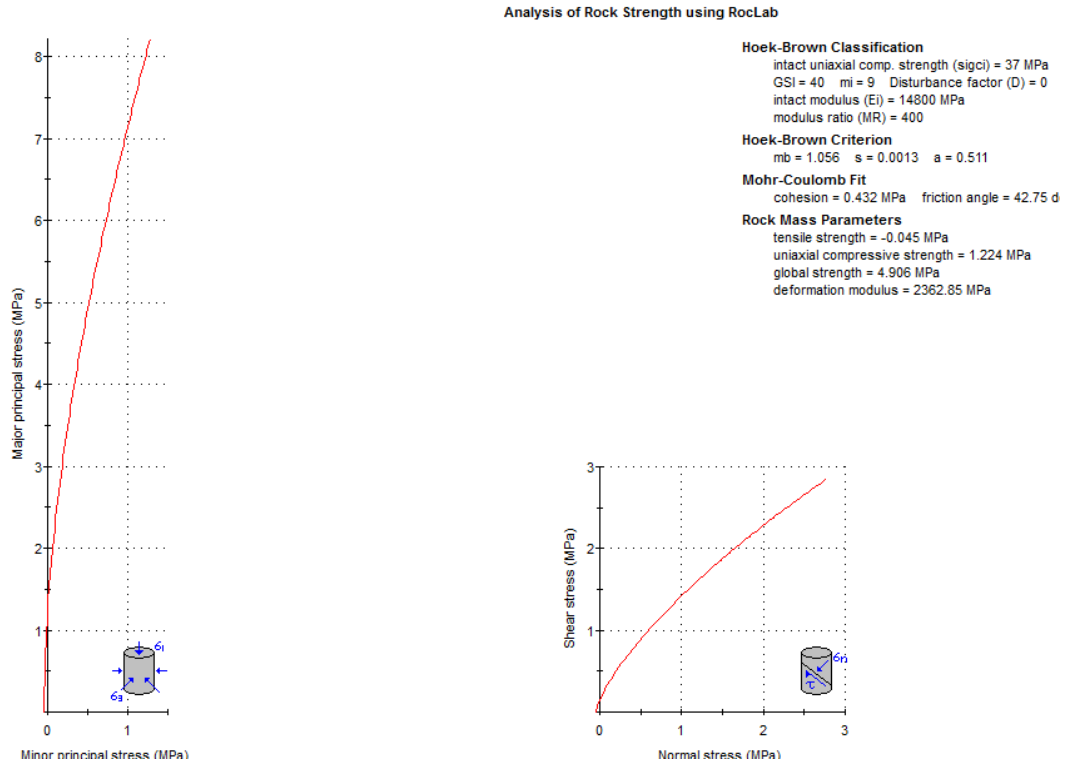 Analysis of Rock Strength using RocLab
Hoek-Brown Classification
intact uniaxial comp. strength (sigci) = 37 MPa
GSI = 40 mi = 9 Disturbance factor (D) = 0
intact modulus (Ei) = 14800 MPa
modulus ratio (MR) = 400
Hoek-Brown Criterion
mb = 1.056 s = 0.0013 a = 0.511
Mohr-Coulomb Fit
cohesion = 0.432 MPa friction angle = 42.75 d
Rock Mass Parameters
tensile strength = -0.045 MPa
uniaxial compressive strength = 1.224 MPa
global strength = 4.906 MPa
deformation modulus = 2362.85 MPa
Major principal stress (MPa)
8
7
6
5
4
3
2
1
0 1
Minor principal stress (MPa)
σ1
σ3
Shear stress (MPa)
3
2
1
0 1 2 3
Normal stress (MPa)
σn
τ